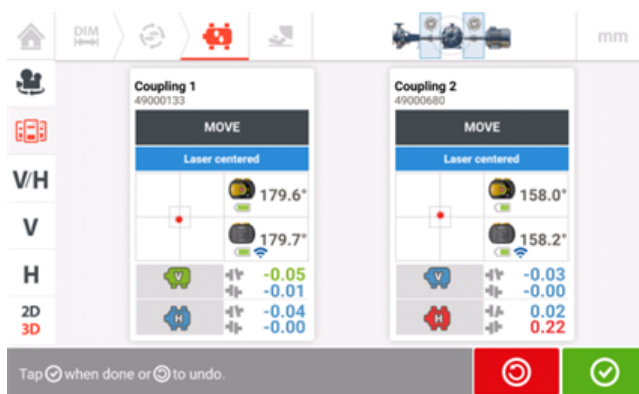 DIM
mm
Coupling 1
49000133
MOVE
Laser centered
179.6°
179.7°
V
-0.05
-0.01
H
-0.04
-0.00
Coupling 2
49000680
MOVE
Laser centered
158.0°
158.2°
V
-0.03
-0.00
H
0.02
0.22
V/H
V
H
2D
3D
Tap when done or to undo.